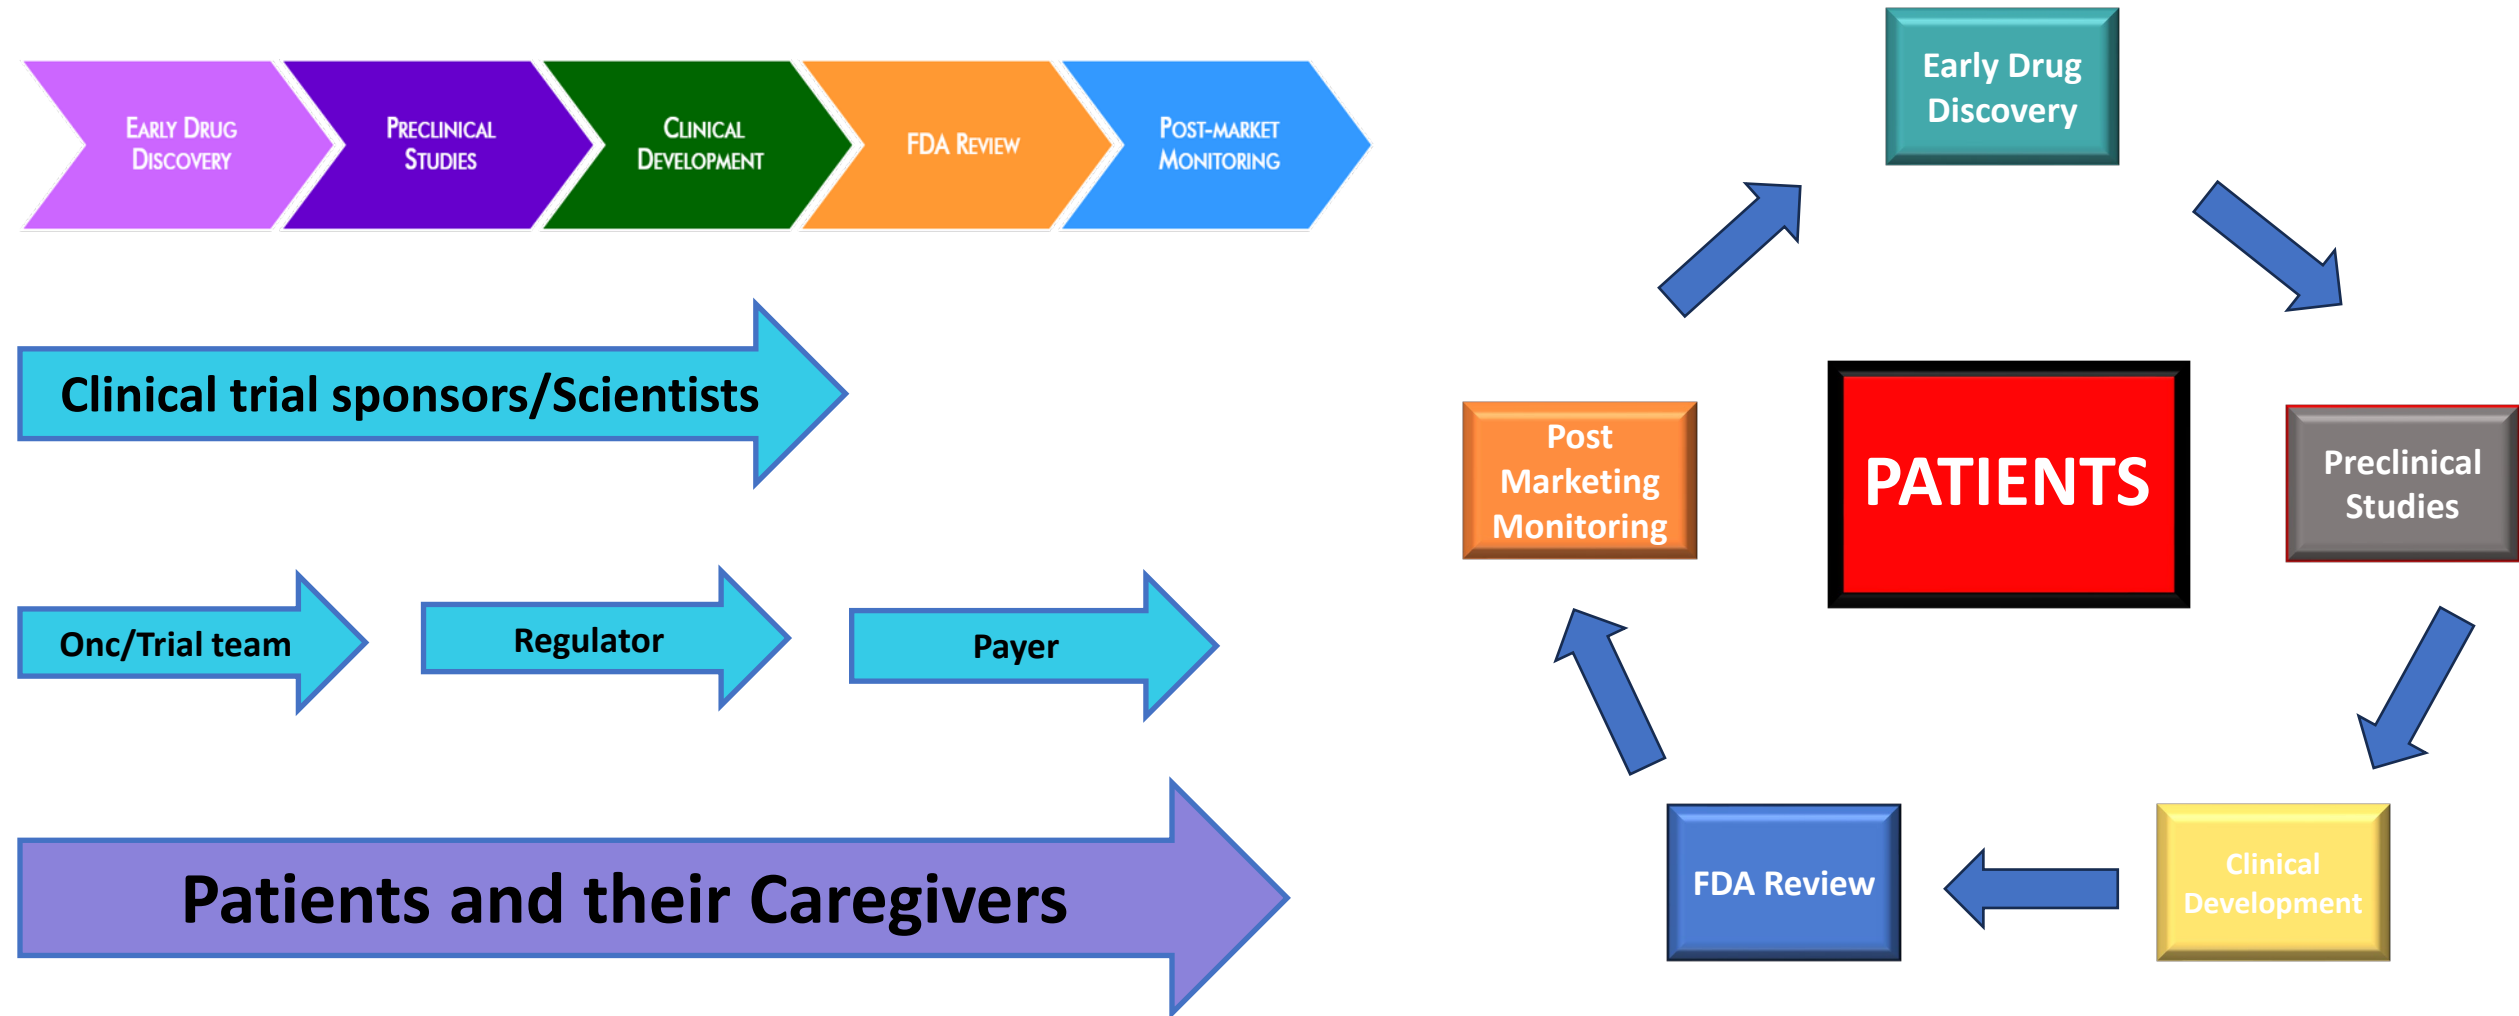 EARLY DRUG
DISCOVERY
PRECLINICAL
STUDIES
CLINICAL
DEVELOPMENT
FDA REVIEW
POST-MARKET
MONITORING
Clinical trial sponsors/Scientists
Onc/Trial team
Regulator
Payer
Patients and their Caregivers
Early Drug
Discovery
Preclinical
Studies
Clinical
Development
FDA Review
Post
Marketing
Monitoring
PATIENTS